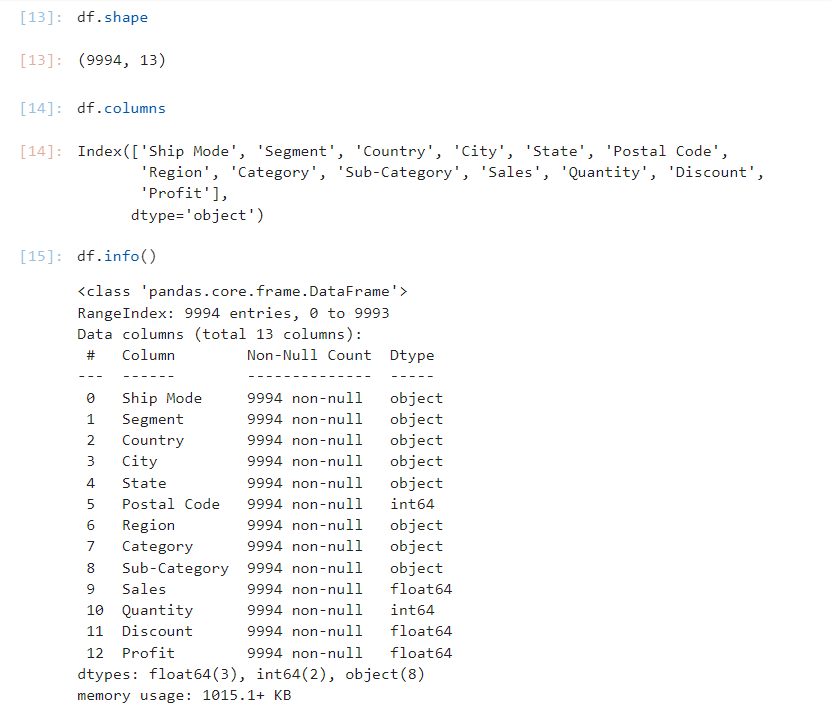 [13]: df.shape
[13]: (9994, 13)
[14]: df.columns
[14]: Index(['Ship Mode', 'Segment', 'Country', 'City', 'State', 'Postal Code',
'Region', 'Category', 'Sub-Category', 'Sales', 'Quantity', 'Discount',
'Profit'],
dtype='object')
[15]: df.info()
<class 'pandas.core.frame.DataFrame'>
RangeIndex: 9994 entries, 0 to 9993
Data columns (total 13 columns):
# Column Non-Null Count Dtype
--- ------ -------------- -----
0 Ship Mode 9994 non-null object
1 Segment 9994 non-null object
2 Country 9994 non-null object
3 City 9994 non-null object
4 State 9994 non-null object
5 Postal Code 9994 non-null int64
6 Region 9994 non-null object
7 Category 9994 non-null object
8 Sub-Category 9994 non-null object
9 Sales 9994 non-null float64
10 Quantity 9994 non-null int64
11 Discount 9994 non-null float64
12 Profit 9994 non-null float64
dtypes: float64(3), int64(2), object(8)
memory usage: 1015.1+ KB